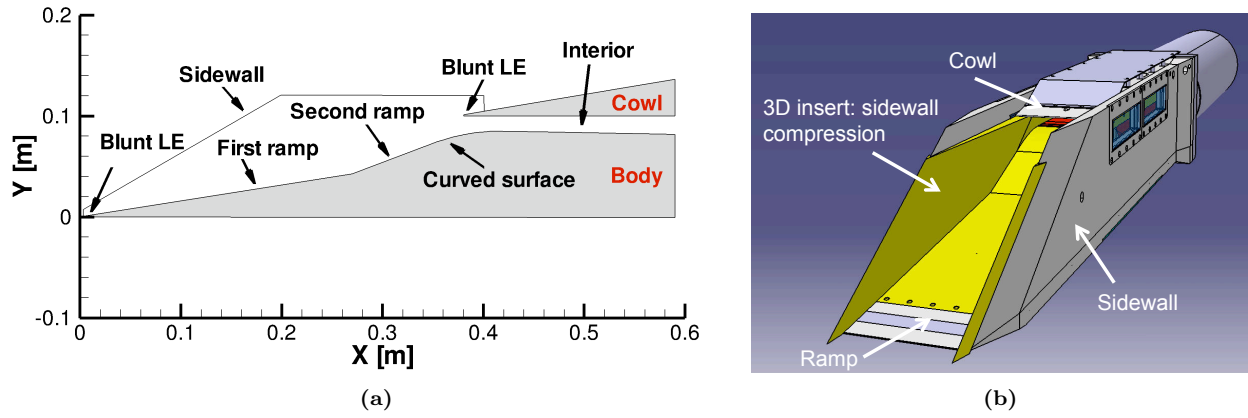 0.2
0.1
0
-0.1
Y [m]
0
0.1
0.2
0.3
0.4
0.5
0.6
X [m]
Blunt LE
Sidewall
First ramp
Second ramp
Blunt LE
Curved surface
Interior
Cowl
Body
(a)
Cowl
3D insert: sidewall
compression
Sidewall
Ramp
(b)